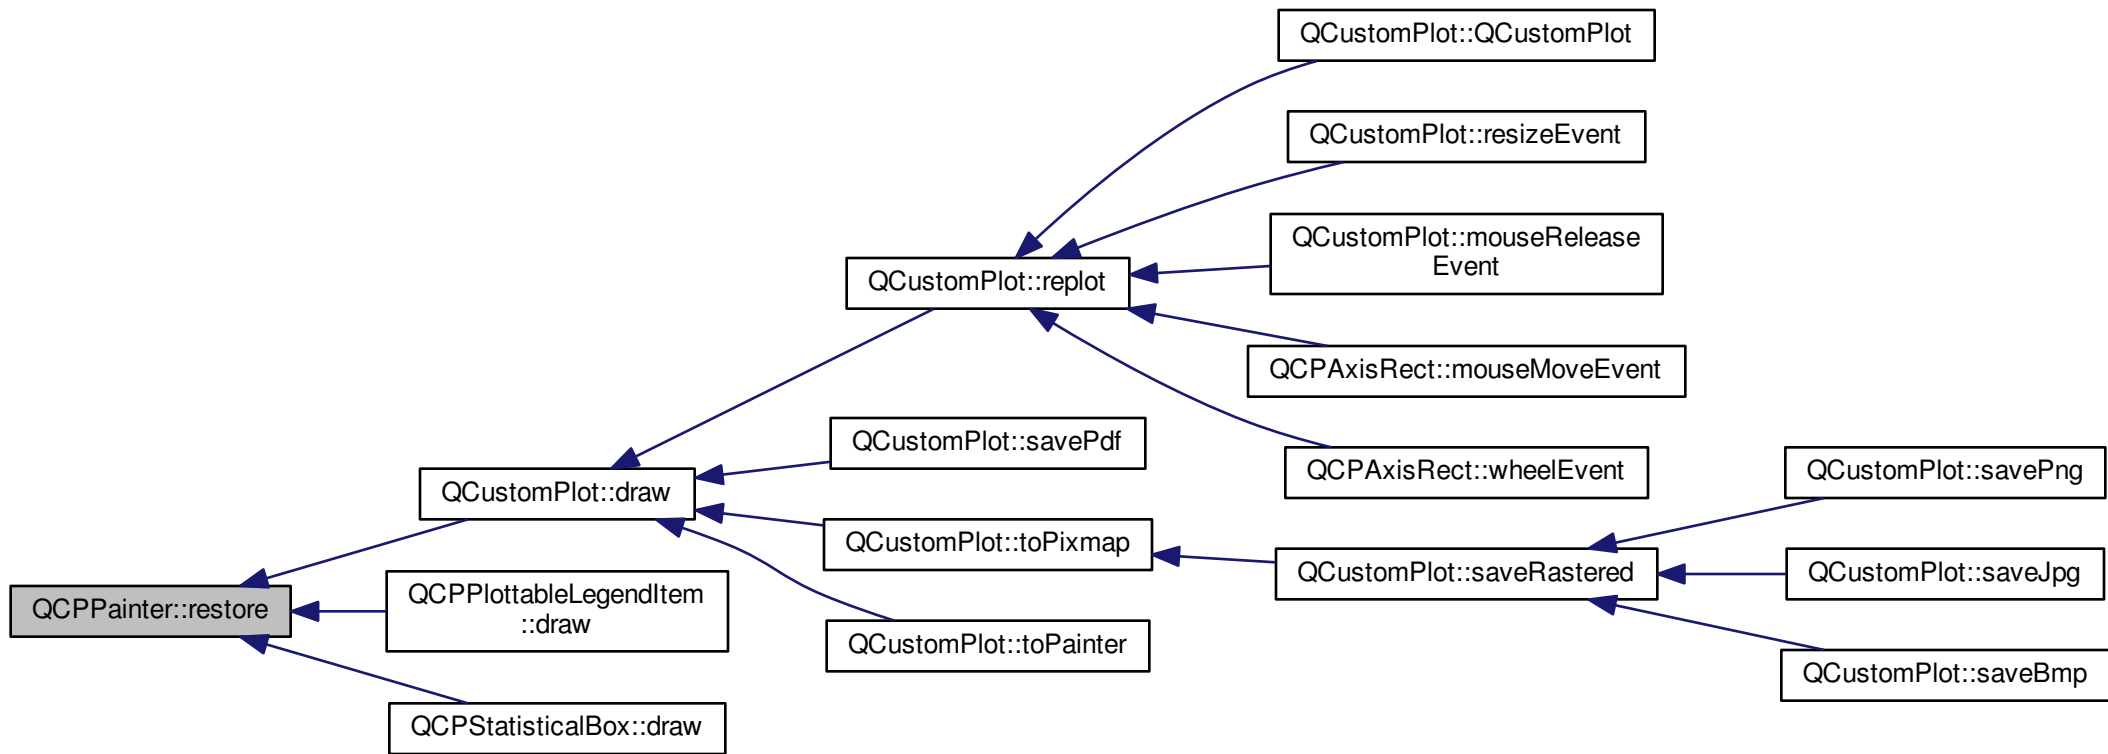 QCustomPlot::QCustomPlot
QCustomPlot::resizeEvent
QCustomPlot::mouseRelease
Event
QCustomPlot::replot
QCPAxisRect::mouseMoveEvent
QCustomPlot::savePdf
QCPAxisRect::wheelEvent
QCustomPlot::savePng
QCustomPlot::draw
QCustomPlot::toPixmap
QCustomPlot::saveRastered
QCustomPlot::saveJpg
QCPPainter::restore
QCPPlottableLegendItem
::draw
QCustomPlot::toPainter
QCustomPlot::saveBmp
QCPStatisticalBox::draw